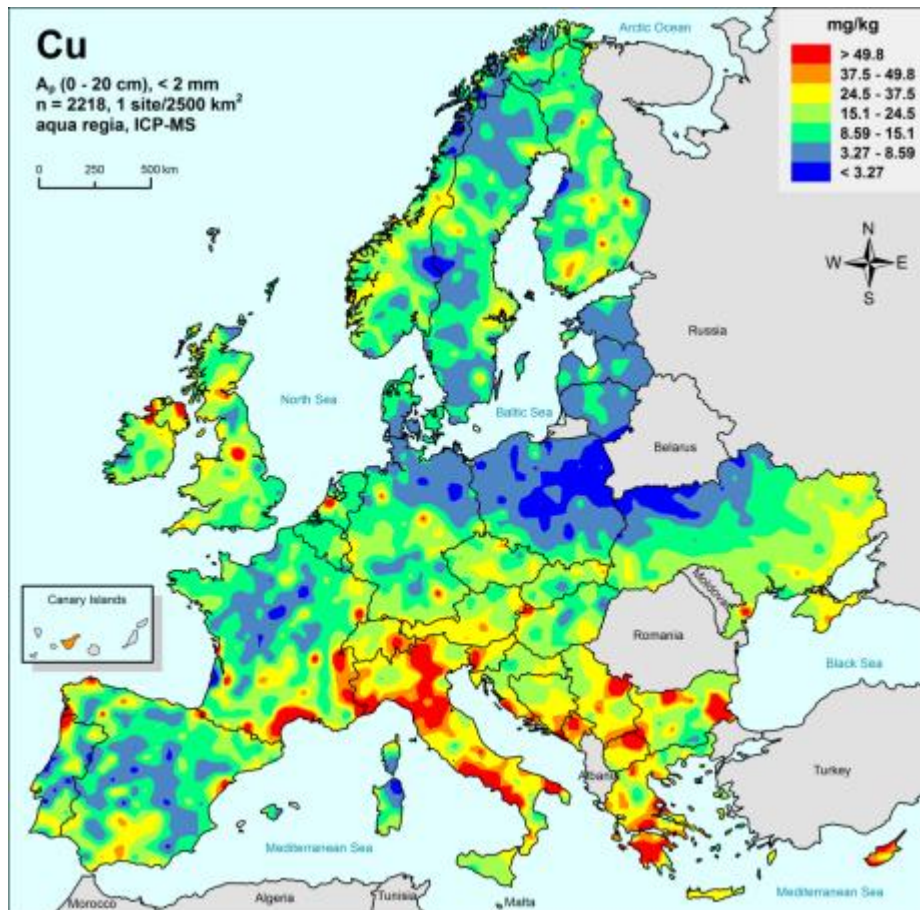 Cu
A_p (0 - 20 cm), < 2 mm
n = 2218, 1 site/2500 km²
aqua regia, ICP-MS
0 250 500 km
mg/kg
> 49.8
37.5 - 49.8
24.5 - 37.5
15.1 - 24.5
8.59 - 15.1
3.27 - 8.59
< 3.27
Arctic Ocean
N
W E
S
Russia
North Sea
Baltic Sea
Belarus
Canary Islands
Moldova
Romania
Black Sea
Albania
Turkey
Mediterranean Sea
Morocco
Algeria
Tunisia
Malta
Mediterranean Sea